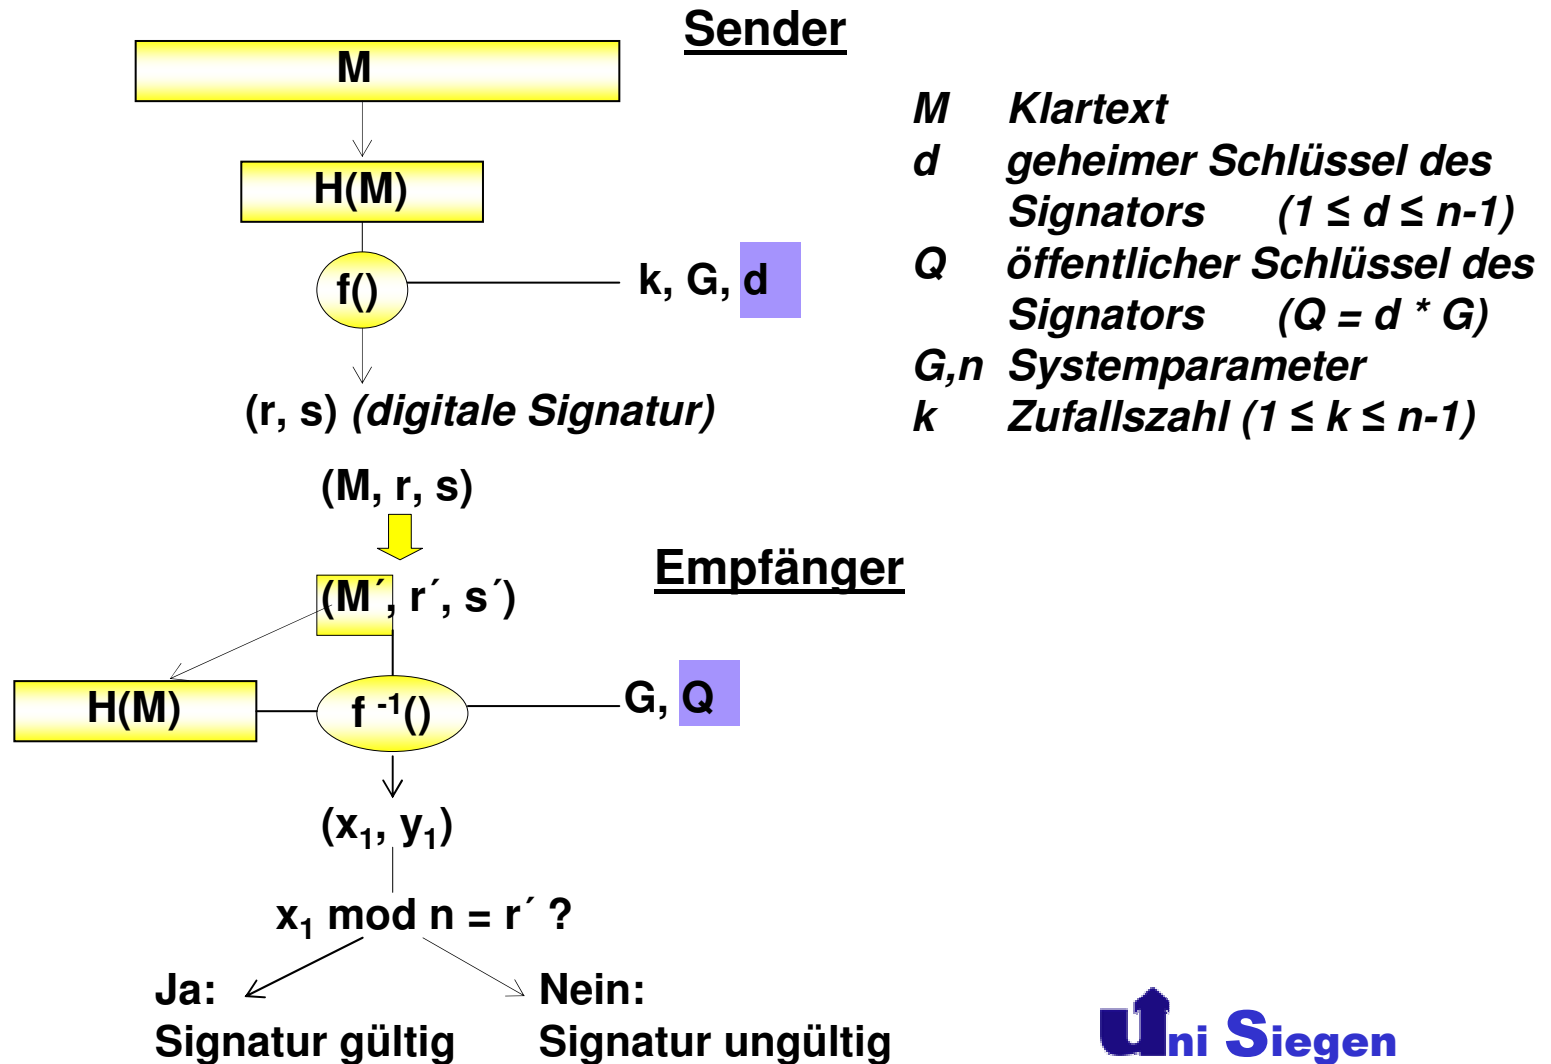 Sender
M
H(M)
f()
k, G, d
(r, s) (digitale Signatur)
(M, r, s)
M Klartext
d geheimer Schlüssel des
Signators (1 ≤ d ≤ n-1)
Q öffentlicher Schlüssel des
Signators (Q = d * G)
G,n Systemparameter
k Zufallszahl (1 ≤ k ≤ n-1)
Empfänger
(M´, r´, s´)
H(M)
f -1()
G, Q
(x1, y1)
x1 mod n = r´ ?
Ja:
Signatur gültig
Nein:
Signatur ungültig
uni Siegen